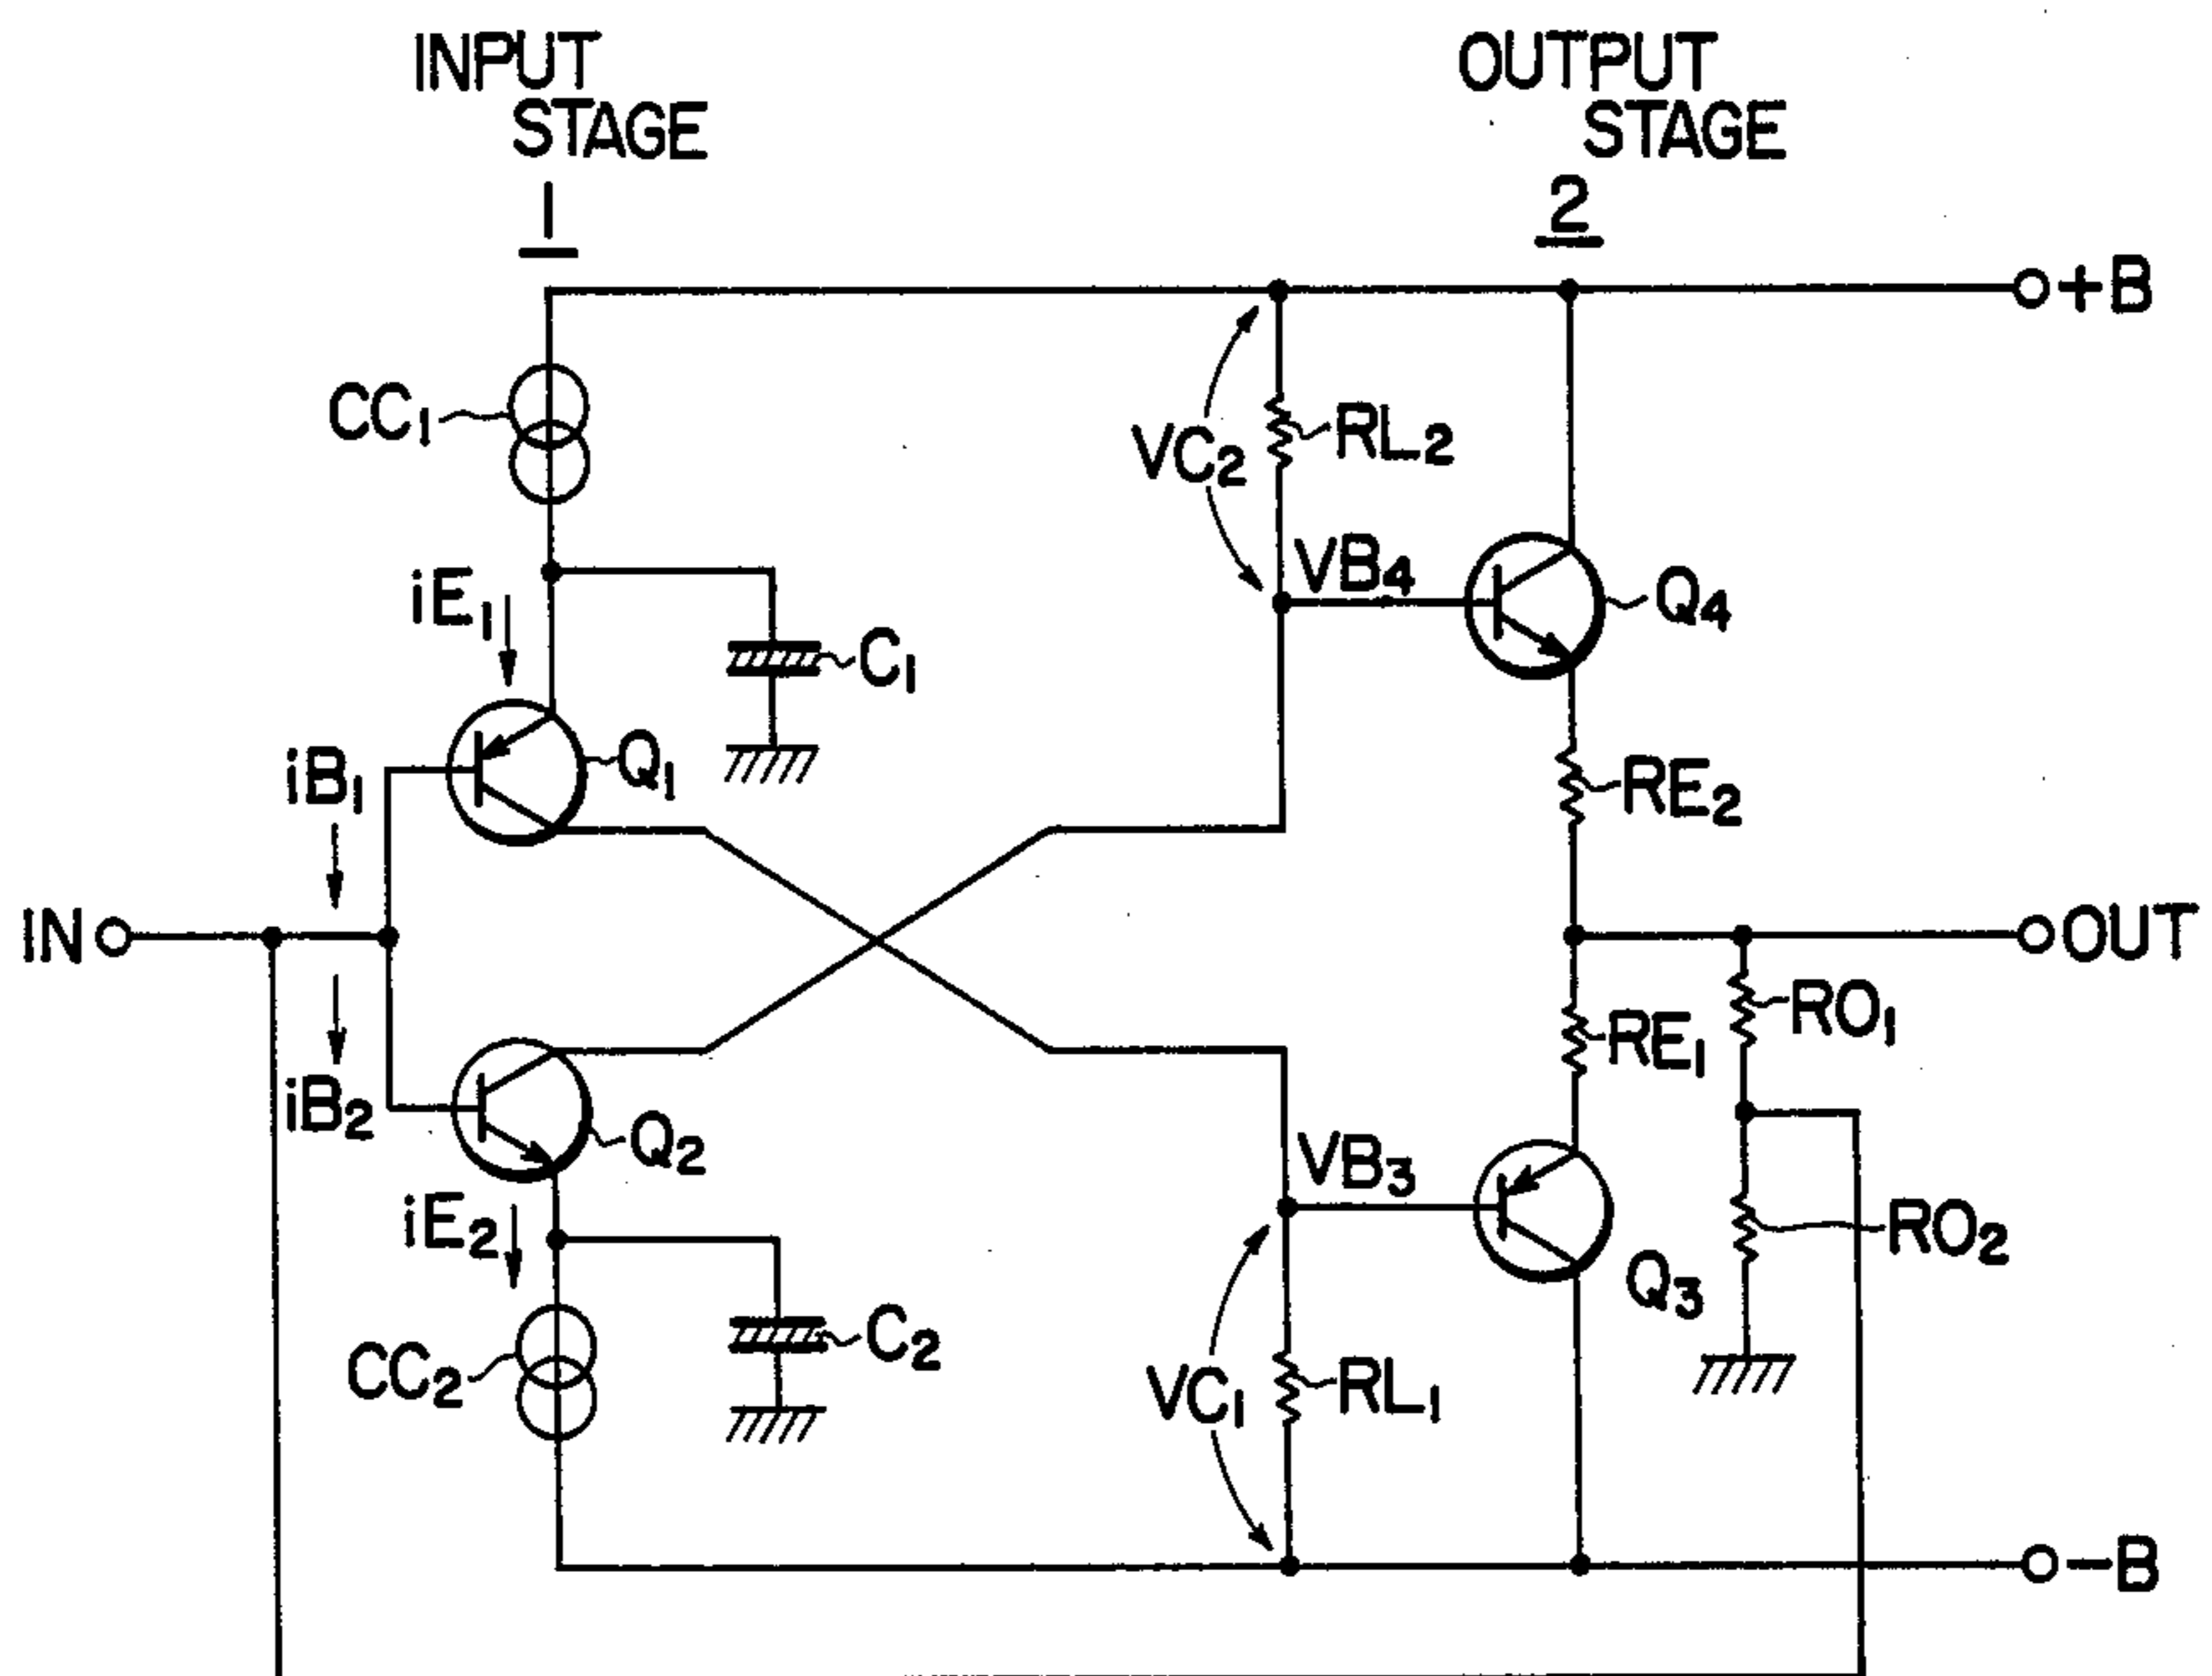 INPUT
STAGE
1
OUTPUT
STAGE
2
+B
CC1
RL2
VC2
VB4
Q4
iE1
C1
Q1
iB1
RE2
IN
OUT
RO1
RE1
iB2
Q2
VB3
iE2
RO2
Q3
C2
CC2
VC1
RL1
-B